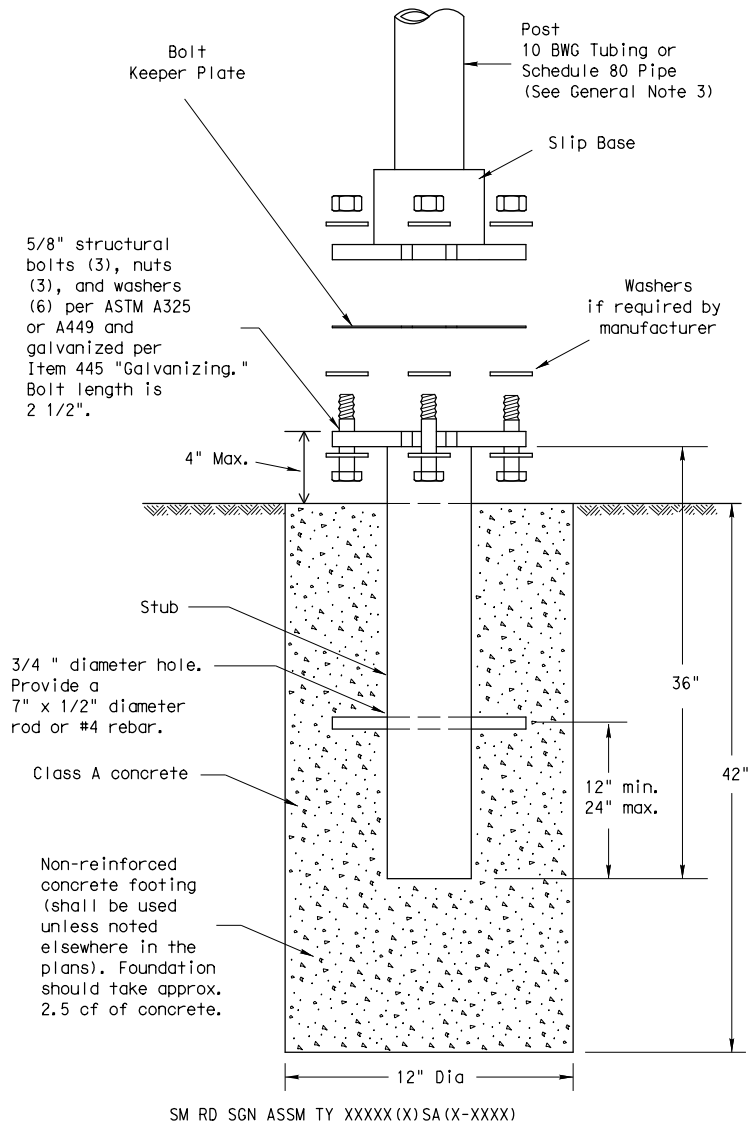 Post
10 BWG Tubing or
Schedule 80 Pipe
(See General Note 3)
Bolt
Keeper Plate
Slip Base
5/8" structural
bolts (3), nuts
(3), and washers
(6) per ASTM A325
or A449 and
galvanized per
Item 445 "Galvanizing."
Bolt length is
2 1/2".
Washers
if required by
manufacturer
4" Max.
Stub
3/4 " diameter hole.
Provide a
7" x 1/2" diameter
rod or #4 rebar.
36"
Class A concrete
12" min.
24" max.
42"
Non-reinforced
concrete footing
(shall be used
unless noted
elsewhere in the
plans). Foundation
should take approx.
2.5 cf of concrete.
12" Dia
SM RD SGN ASSM TY XXXXX(X)SA(X-XXXX)